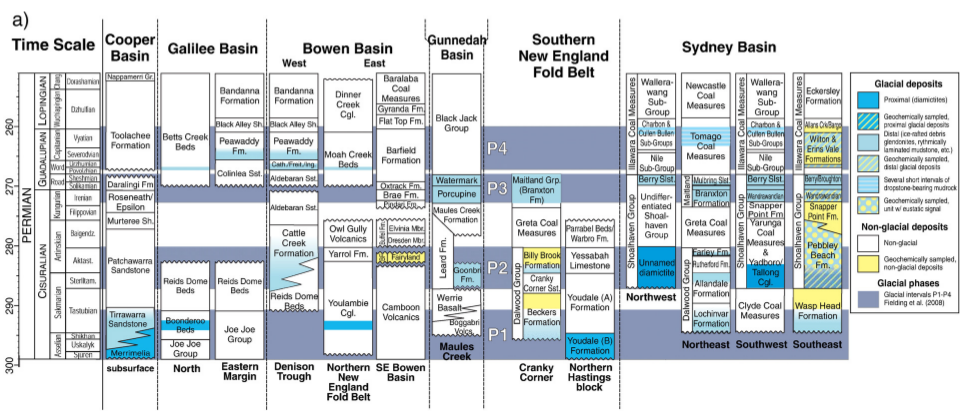 a)
Time Scale
Cooper
Basin
Galilee Basin
Bowen Basin
West
East
Gunnedah
Basin
Southern
New England
Fold Belt
Sydney Basin
PERMIAN
LOPINGIAN
GUADALUPIAN
CISURALIAN
260
270
280
290
300
Dorashamian
Dzhulfian
Vyatian
Severodvian
Irenian
Filippovian
Baigendz.
Aktast.
Sterlitam.
Tastubian
Shikhan
Uskalyk
Sjuren
Capitanian
Kungurian
Artinskian
Sakmarian
Asselian
Nappamerri Gr.
Toolachee
Formation
Daralingi Fm
Roseneath/
Epsilon
Murteree Sh.
Patchawarra
Sandstone
Tirrawarra
Sandstone
Merrimelia
subsurface
Betts Creek
Beds
Reids Dome
Beds
Boonderoo
Beds
Joe Joe
Group
North
Bandanna
Formation
Black Alley Sh.
Peawaddy
Fm.
Colinlea Sst.
Reids Dome
Beds
Joe Joe
Group
Eastern
Margin
Bandanna
Formation
Black Alley Sh.
Peawaddy
Fm.
Cath./Freit./Ing.
Aldebaran Sst.
Aldebaran Sst.
Cattle
Creek
Formation
Reids Dome
Beds
Denison
Trough
Dinner
Creek
Cgl.
Moah Creek
Beds
Owl Gully
Volcanics
Yarrol Fm.
Youlambie
Cgl.
Northern
New
England
Fold Belt
Baralaba
Coal
Measures
Gyranda Fm.
Flat Top Fm.
Barfield
Formation
Oxtrack Fm.
Brae Fm.
Pindari Fm.
Elvinia Mbr.
Dresden Mbr.
Fairyland
Camboon
Volcanics
SE Bowen
Basin
Black Jack
Group
Watermark
Porcupine
Maules Creek
Formation
Leard Fm.
Goonbri
Fm.
Werrie
Basalt
Boggabri
Volcs.
Maules
Creek
P4
P3
P2
P1
Maitland Grp.
(Branxton
Fm)
Greta Coal
Measures
Dalwood Group
Billy Brook
Formation
Cranky
Corner Sst.
Beckers
Formation
Cranky
Corner
Parrabel Beds/
Warbro Fm.
Yessabah
Limestone
Youdale (A)
Formation
Youdale (B)
Formation
Northern
Hastings
block
Illawarra Coal Measures
Wallera-
wang
Sub-
Group
Charbon &
Cullen Bullen
Sub-Groups
Nile
Sub-Group
Berry Slst.
Shoalhaven Group
Undiffer-
entiated
Shoal-
haven
Group
Unnamed
diamictite
Northwest
Newcastle
Coal
Measures
Tomago
Coal
Measures
Maitland
Mulbring Slst
Branxton
Fm.
Greta Coal
Measures
Dalwood Group
Farley Fm.
Rutherford Fm.
Allandale
Formation
Lochinvar
Formation
Northeast
Illawarra Coal Measures
Wallera-
wang
Sub-
Group
Charbon &
Cullen Bullen
Sub-Groups
Nile
Sub-Group
Shoalhaven Group
Berry Slst.
Wandrawandian
Snapper
Point Fm
Yarunga
Coal
Measures
&
Yadboro/
Tallong
Cgl.
Clyde Coal
Measures
Southwest
Illawarra Coal Measures
Eckersley
Formation
Allans Crk/Bargo
Wilton &
Erins Vale
Formations
Shoalhaven Group
Berry/Broughton
Wandrawandian
Snapper
Point Fm.
Pebbley
Beach
Fm.
Wasp Head
Formation
Southeast
Glacial deposits
Proximal (diamictites)
Geochemically sampled,
proximal glacial deposits
Distal (ice-rafted debris
glendonites, rythmically
laminated mudstone, etc.)
Geochemically sampled,
distal glacial deposits
Several short intervals of
dropstone-bearing mudrock
Geochemically sampled,
unit w/ eustatic signal
Non-glacial deposits
Non-glacial
Geochemically sampled,
non-glacial deposits
Glacial phases
Glacial intervals P1-P4
Fielding et al. (2008)